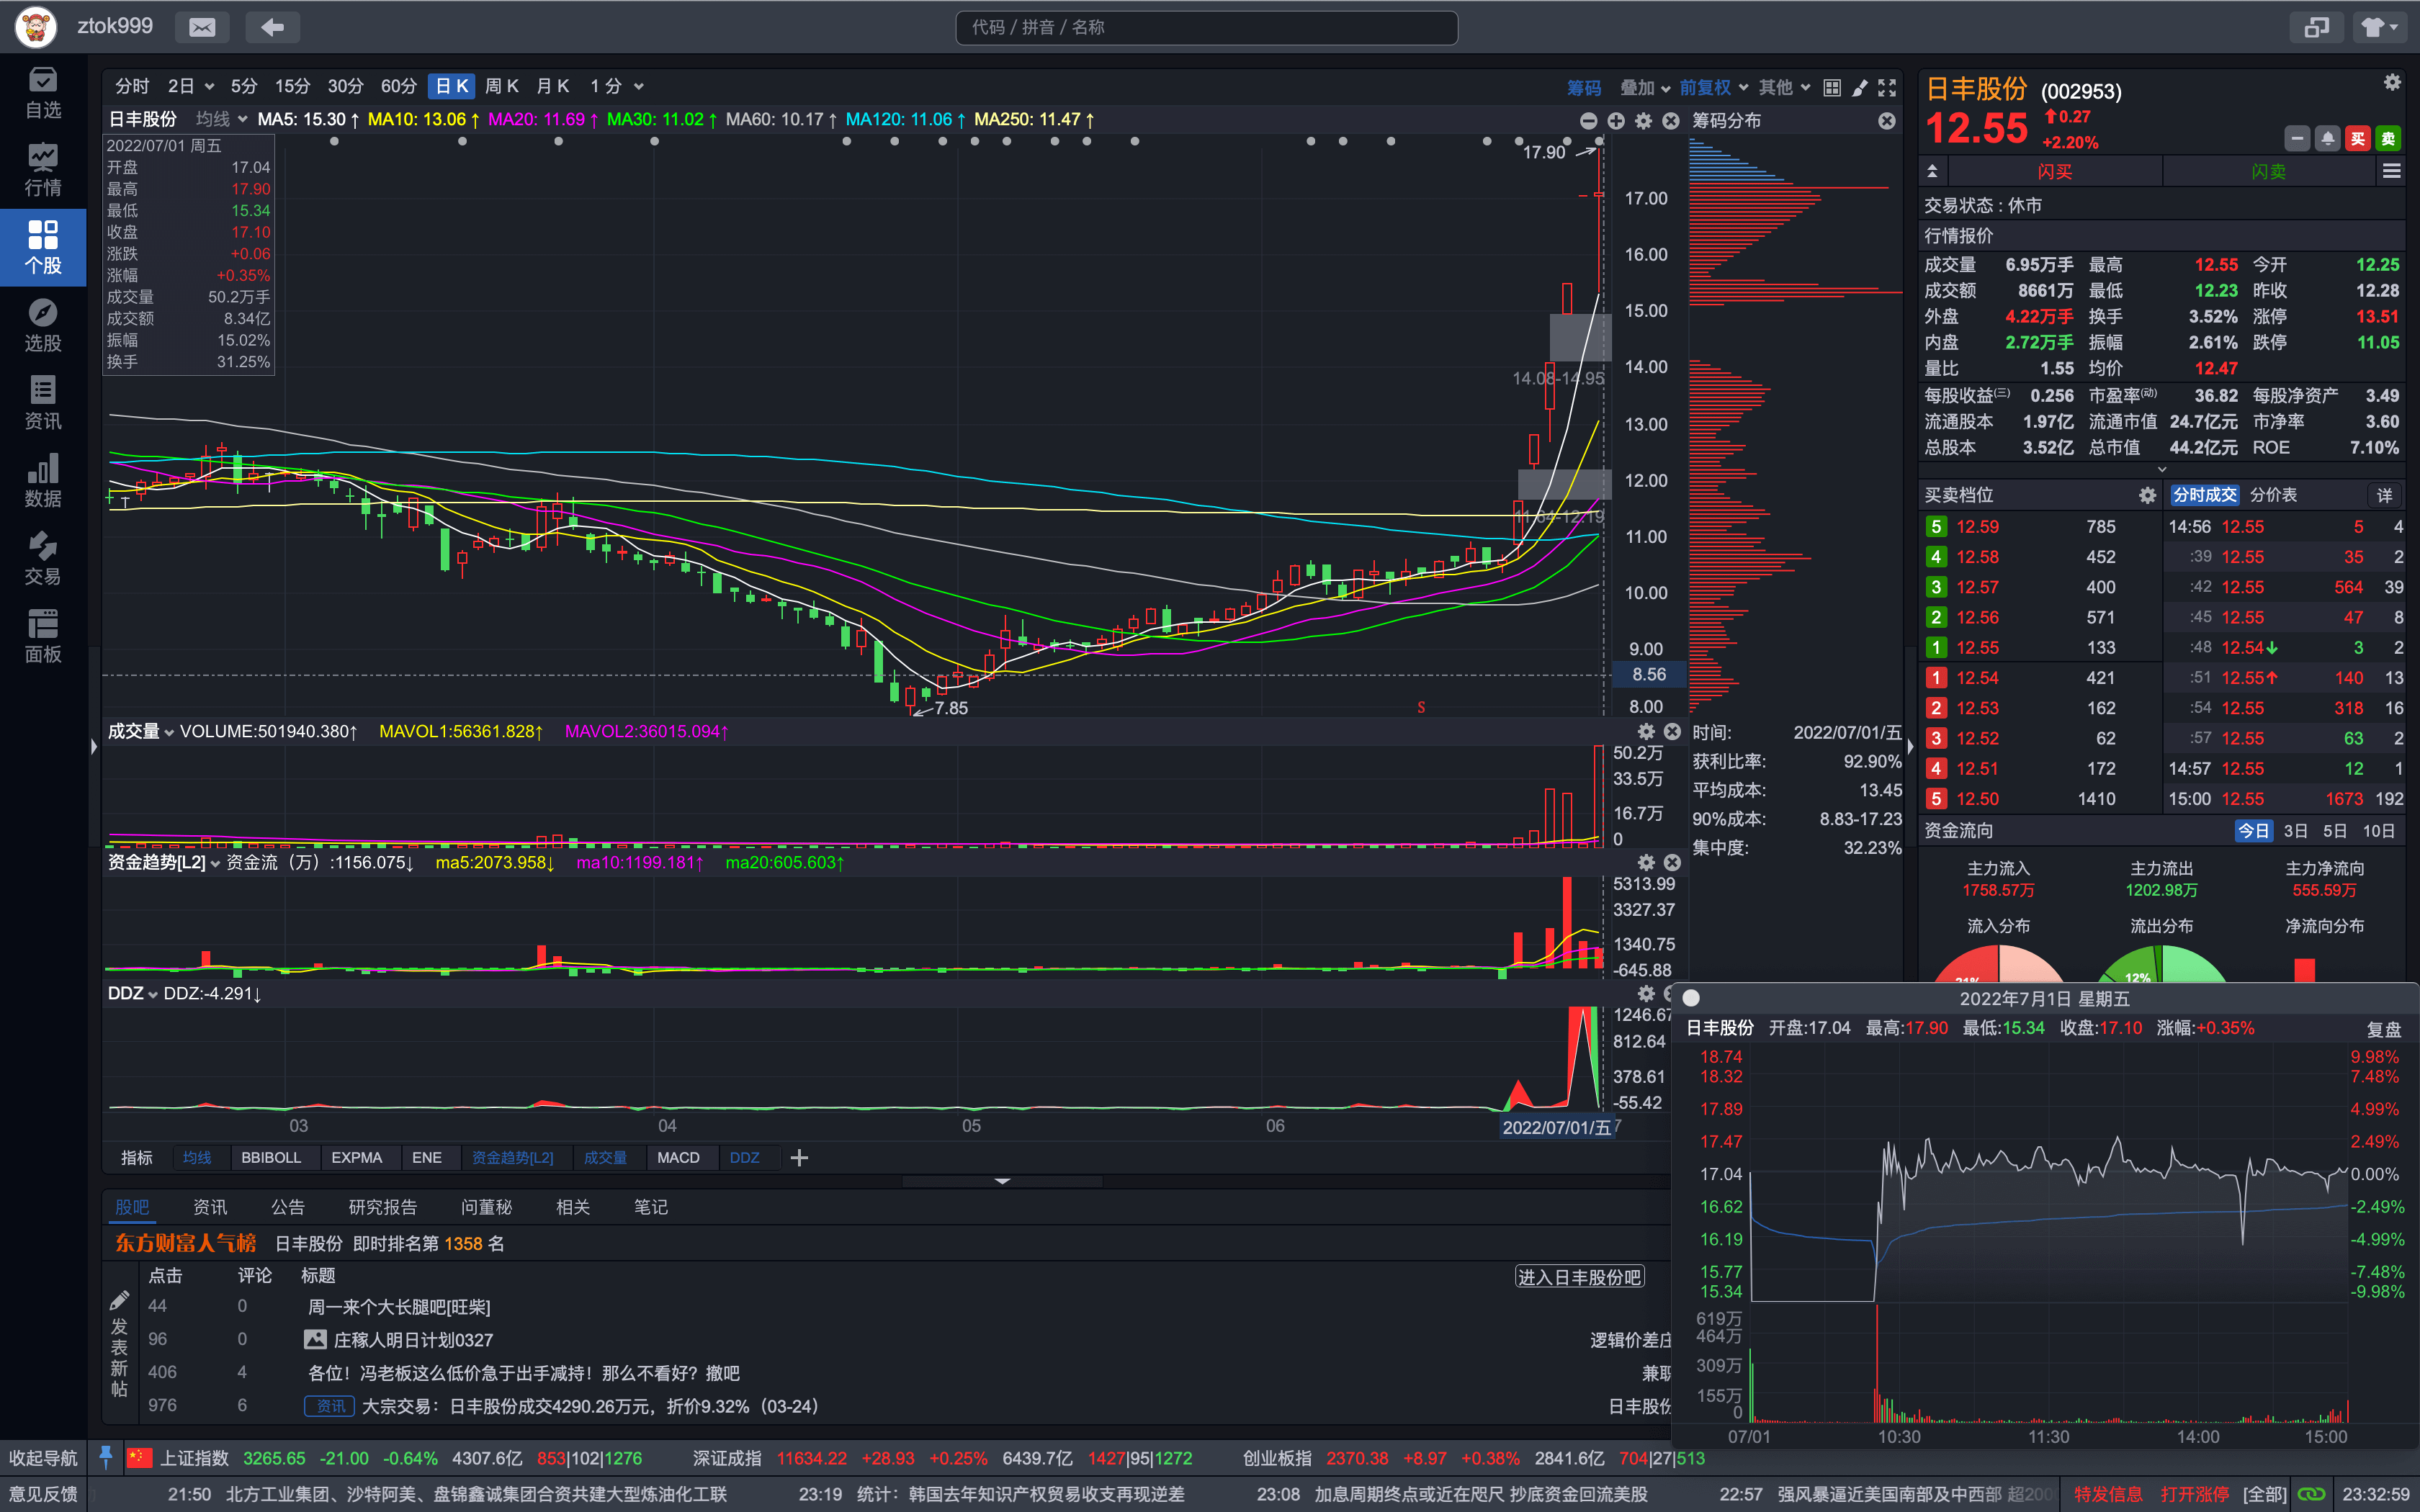 ztok999
代码 / 拼音 / 名称
自选
行情
个股
选股
资讯
数据
交易
面板
分时 2日 5分 15分 30分 60分 日K 周K 月K 1分 筹码 叠加 前复权 其他
日丰股份 均线 MA5: 15.30↑ MA10: 13.06↑ MA20: 11.69↑ MA30: 11.02↑ MA60: 10.17↑ MA120: 11.06↑ MA250: 11.47↑
筹码分布
2022/07/01 周五
开盘 17.04
最高 17.90
最低 15.34
收盘 17.10
涨跌 +0.06
涨幅 +0.35%
成交量 50.2万手
成交额 8.34亿
振幅 15.02%
换手 31.25%
17.90
14.08-14.95
11.64-12.19
7.85
S
17.00
16.00
15.00
14.00
13.00
12.00
11.00
10.00
9.00
8.56
8.00
成交量 VOLUME:501940.380↑ MAVOL1:56361.828↑ MAVOL2:36015.094↑
50.2万
33.5万
16.7万
0
资金趋势[L2] 资金流（万）:1156.075↓ ma5:2073.958↓ ma10:1199.181↑ ma20:605.603↑
5313.99
3327.37
1340.75
-645.88
DDZ DDZ:-4.291↓
1246.67
812.64
378.61
-55.42
03 04 05 06 2022/07/01/五 7
指标 均线 BBIBOLL EXPMA ENE 资金趋势[L2] 成交量 MACD DDZ
时间: 2022/07/01/五
获利比率: 92.90%
平均成本: 13.45
90%成本: 8.83-17.23
集中度: 32.23%
股吧 资讯 公告 研究报告 问董秘 相关 笔记
东方财富人气榜 日丰股份 即时排名第 1358 名
发表新帖
点击 评论 标题 进入日丰股份吧
44 0 周一来个大长腿吧[旺柴]
96 0 庄稼人明日计划0327 逻辑价差庄
406 4 各位！冯老板这么低价急于出手减持！那么不看好？撤吧 兼职
976 6 资讯 大宗交易：日丰股份成交4290.26万元，折价9.32%（03-24） 日丰股份
日丰股份 (002953)
12.55 0.27
+2.20%
买 卖
闪买 闪卖
交易状态 : 休市
行情报价
成交量 6.95万手 最高 12.55 今开 12.25
成交额 8661万 最低 12.23 昨收 12.28
外盘 4.22万手 换手 3.52% 涨停 13.51
内盘 2.72万手 振幅 2.61% 跌停 11.05
量比 1.55 均价 12.47
每股收益(三) 0.256 市盈率(动) 36.82 每股净资产 3.49
流通股本 1.97亿 流通市值 24.7亿元 市净率 3.60
总股本 3.52亿 总市值 44.2亿元 ROE 7.10%
买卖档位 分时成交 分价表 详
5 12.59 785 14:56 12.55 5 4
4 12.58 452 :39 12.55 35 2
3 12.57 400 :42 12.55 564 39
2 12.56 571 :45 12.55 47 8
1 12.55 133 :48 12.54↓ 3 2
1 12.54 421 :51 12.55↑ 140 13
2 12.53 162 :54 12.55 318 16
3 12.52 62 :57 12.55 63 2
4 12.51 172 14:57 12.55 12 1
5 12.50 1410 15:00 12.55 1673 192
资金流向 今日 3日 5日 10日
主力流入 主力流出 主力净流向
1758.57万 1202.98万 555.59万
流入分布 流出分布 净流向分布
21% 12%
2022年7月1日 星期五
日丰股份 开盘:17.04 最高:17.90 最低:15.34 收盘:17.10 涨幅:+0.35% 复盘
18.74 9.98%
18.32 7.48%
17.89 4.99%
17.47 2.49%
17.04 0.00%
16.62 -2.49%
16.19 -4.99%
15.77 -7.48%
15.34 -9.98%
619万
464万
309万
155万
0
07/01 10:30 11:30 14:00 15:00
收起导航 上证指数 3265.65 -21.00 -0.64% 4307.6亿 853|102|1276 深证成指 11634.22 +28.93 +0.25% 6439.7亿 1427|95|1272 创业板指 2370.38 +8.97 +0.38% 2841.6亿 704|27|513
意见反馈 21:50 北方工业集团、沙特阿美、盘锦鑫诚集团合资共建大型炼油化工联 23:19 统计：韩国去年知识产权贸易收支再现逆差 23:08 加息周期终点或近在咫尺 抄底资金回流美股 22:57 强风暴逼近美国南部及中西部 特发信息 打开涨停 [全部] 23:32:59